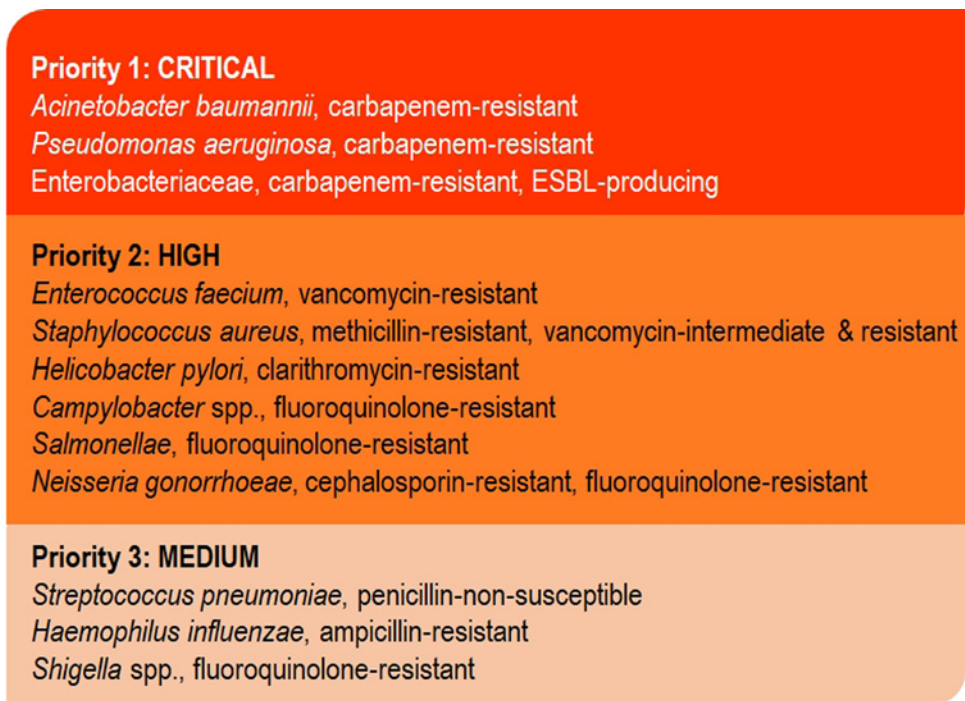 Priority 1: CRITICAL
Acinetobacter baumannii, carbapenem-resistant
Pseudomonas aeruginosa, carbapenem-resistant
Enterobacteriaceae, carbapenem-resistant, ESBL-producing
Priority 2: HIGH
Enterococcus faecium, vancomycin-resistant
Staphylococcus aureus, methicillin-resistant, vancomycin-intermediate & resistant
Helicobacter pylori, clarithromycin-resistant
Campylobacter spp., fluoroquinolone-resistant
Salmonellae, fluoroquinolone-resistant
Neisseria gonorrhoeae, cephalosporin-resistant, fluoroquinolone-resistant
Priority 3: MEDIUM
Streptococcus pneumoniae, penicillin-non-susceptible
Haemophilus influenzae, ampicillin-resistant
Shigella spp., fluoroquinolone-resistant